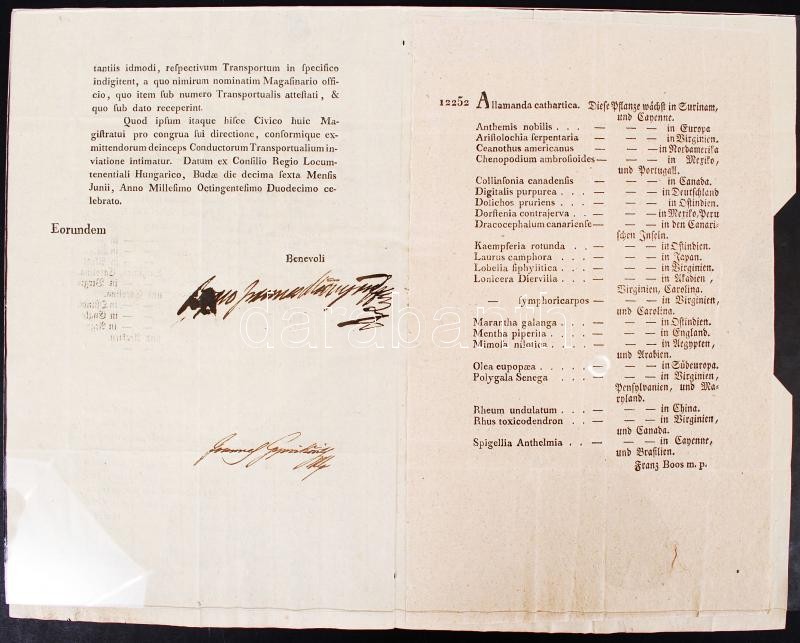 tantiis idmodi, reſpectivum Transportum in ſpecifico
indigitent, a quo nimirum nominatim Magaſinario offi-
cio, quo item ſub numero Transportualis atteſtati, &
quo ſub dato receperint.
Quod ipſum itaque hiſce Civico huic Ma-
giſtratui pro congrua ſui directione, conformique ex-
mittendorum deinceps Conductorum Transportualium in-
viatione intimatur. Datum ex Conſilio Regio Locum-
tenentiali Hungarico, Budæ die decima ſexta Menſis
Junii, Anno Milleſimo Octingenteſimo Duodecimo ce-
lebrato.
Eorundem
Benevoli
12252 Allamanda cathartica. Dieſe Pflanze wächſt in Surinam,
und Cayenne.
Anthemis nobilis . . . — — — in Europa
Ariſtolochia ſerpentaria — — — in Virginien.
Ceanothus americanus — — — in Nordamerika
Chenopodium ambroſioides — — — in Mexiko,
und Portugall.
Collinſonia canadenſis — — — in Canada.
Digitalis purpurea . — — — in Deutſchland
Dolichos pruriens . — — — in Oſtindien.
Dorſtenia contrajerva . — — — in Mexiko, Peru
Dracocephalum canarienſe — — — in den Canari-
ſchen Inſeln.
Kaempferia rotunda . . — — — in Oſtindien.
Laurus camphora . . — — — in Japan.
Lobelia ſiphylitica . . — — — in Virginien.
Lonicera Diervilla . . — — — in Akadien,
Virginien, Carolina.
— ſymphoricarpos — — — in Virginien,
und Carolina.
Marantha galanga . . — — — in Oſtindien.
Mentha piperita . . — — — in England.
Mimoſa nilotica . . — — — in Aegypten,
und Arabien.
Olea eupopæa . . . . — — in Südeuropa.
Polygala Senega . . — — — in Virginien,
Penſylvanien, und Ma-
ryland.
Rheum undulatum . . — — — in China.
Rhus toxicodendron . . — — — in Virginien,
und Canada.
Spigellia Anthelmia . . — — — in Cayenne,
und Braſilien.
Franz Boos m. p.
darabanth